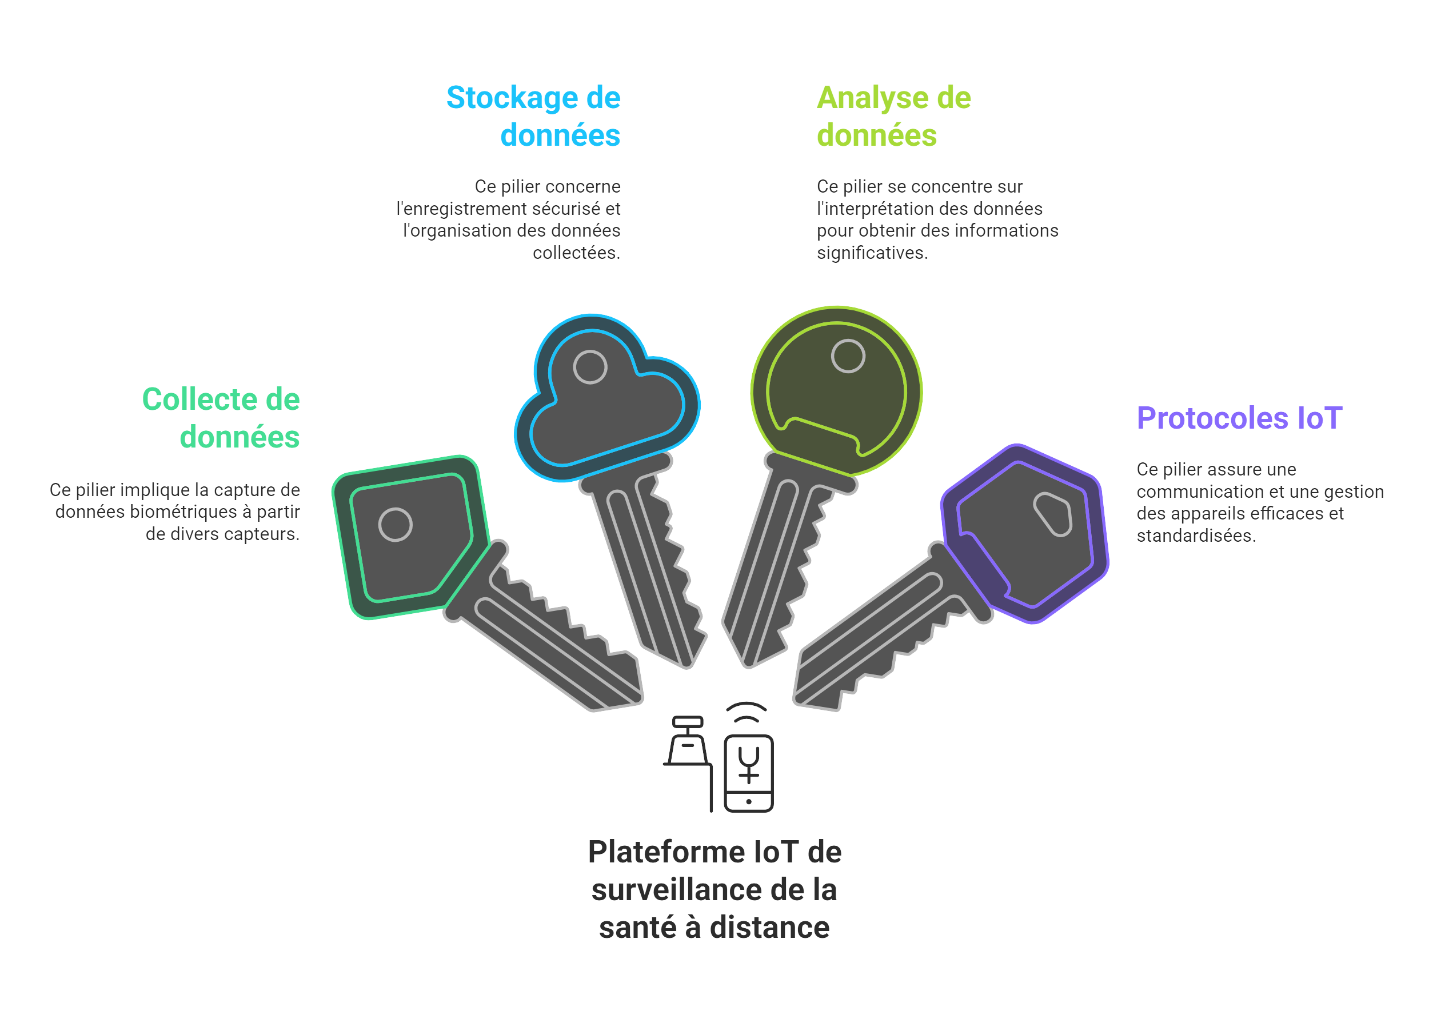 Stockage de
données
Ce pilier concerne
l'enregistrement sécurisé et
l'organisation des données
collectées.
Analyse de
données
Ce pilier se concentre sur
l'interprétation des données
pour obtenir des informations
significatives.
Collecte de
données
Ce pilier implique la capture de
données biométriques à partir
de divers capteurs.
Protocoles IoT
Ce pilier assure une
communication et une gestion
des appareils efficaces et
standardisées.
Plateforme IoT de
surveillance de la
santé à distance